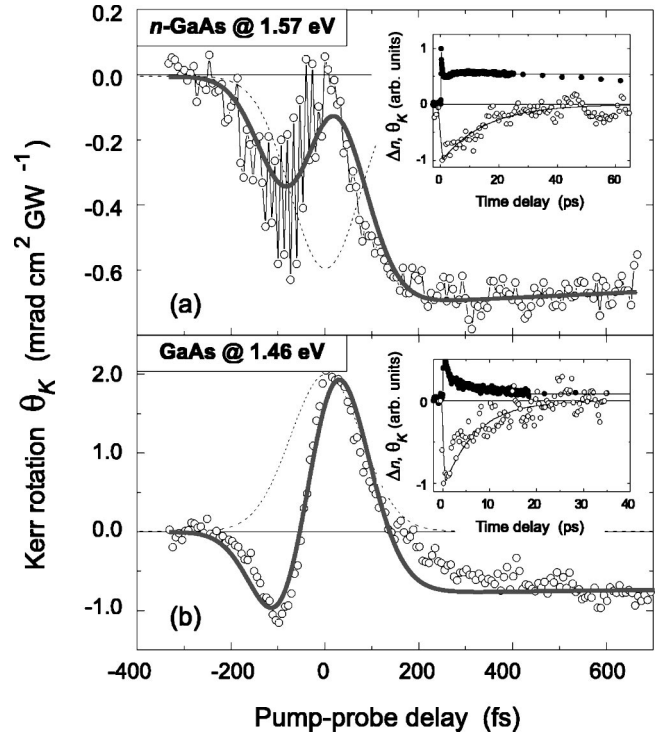 n-GaAs @ 1.57 eV
0.0
-0.2
-0.4
-0.6
(a)
1
0
-1
Δn, θK (arb. units)
0 20 40 60
Time delay (ps)
Kerr rotation θK (mrad cm² GW⁻¹)
GaAs @ 1.46 eV
2.0
1.0
0.0
-1.0
(b)
0
-1
Δn, θK (arb. units)
0 10 20 30 40
Time delay (ps)
-400 -200 0 200 400 600
Pump-probe delay (fs)